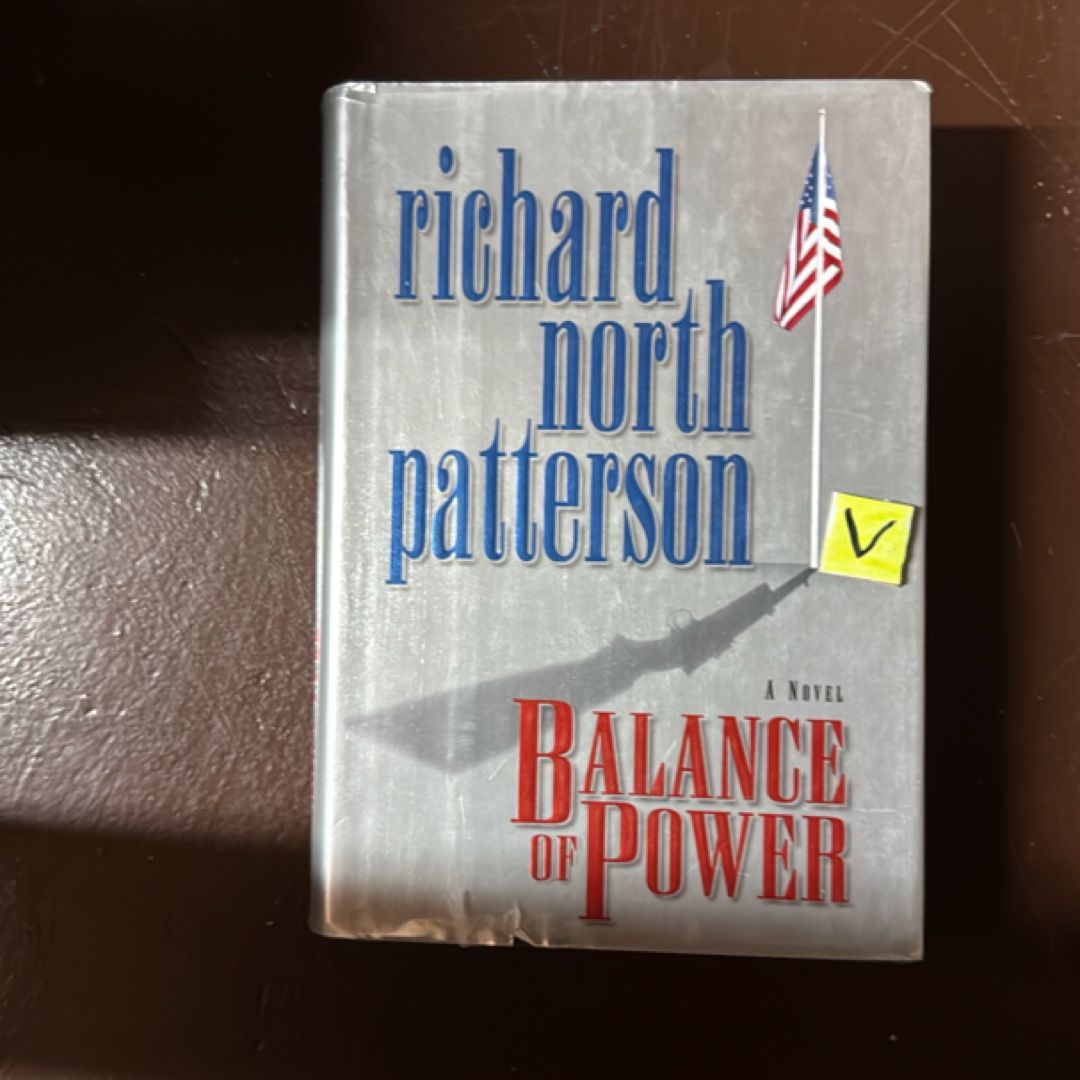 richard
north
patterson
V
A NOVEL
BALANCE
OF POWER